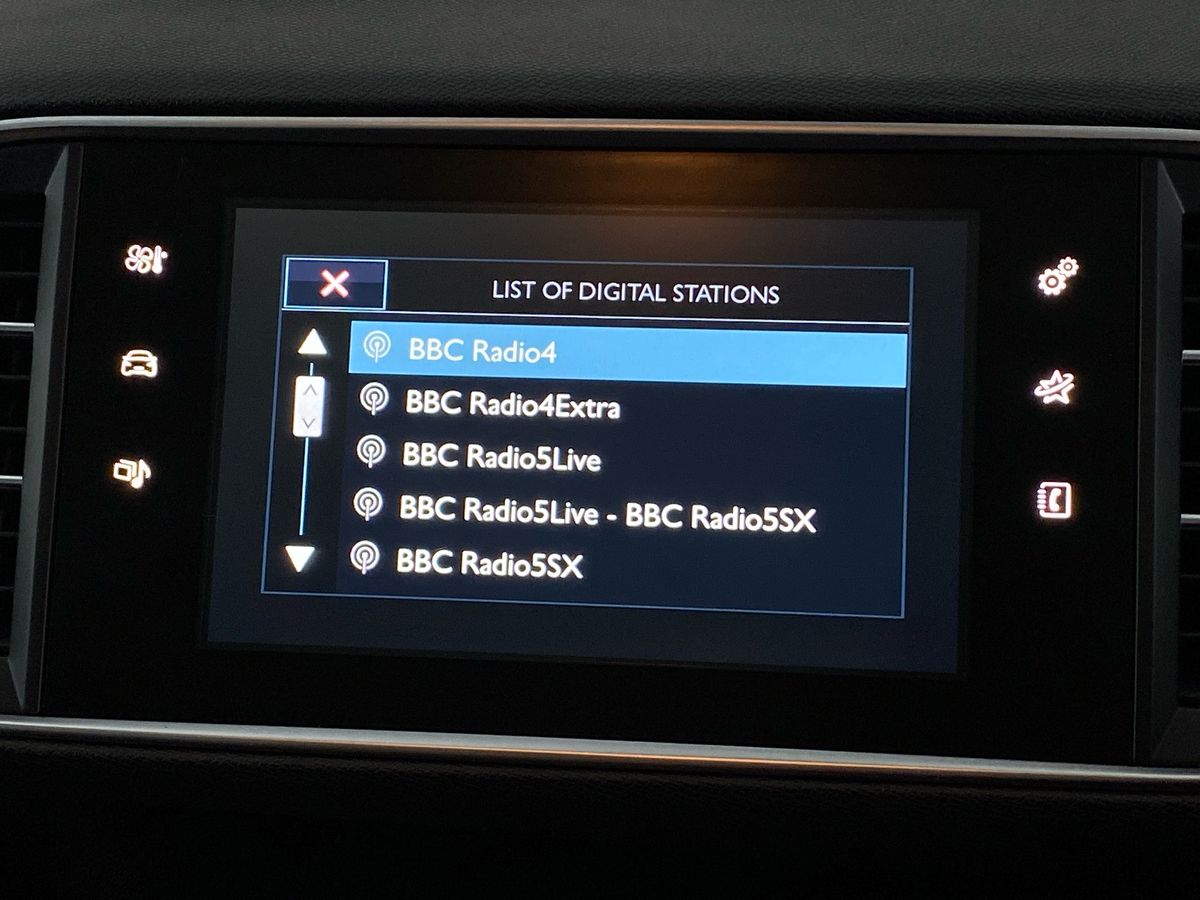 LIST OF DIGITAL STATIONS
BBC Radio4
BBC Radio4Extra
BBC Radio5Live
BBC Radio5Live - BBC Radio5SX
BBC Radio5SX